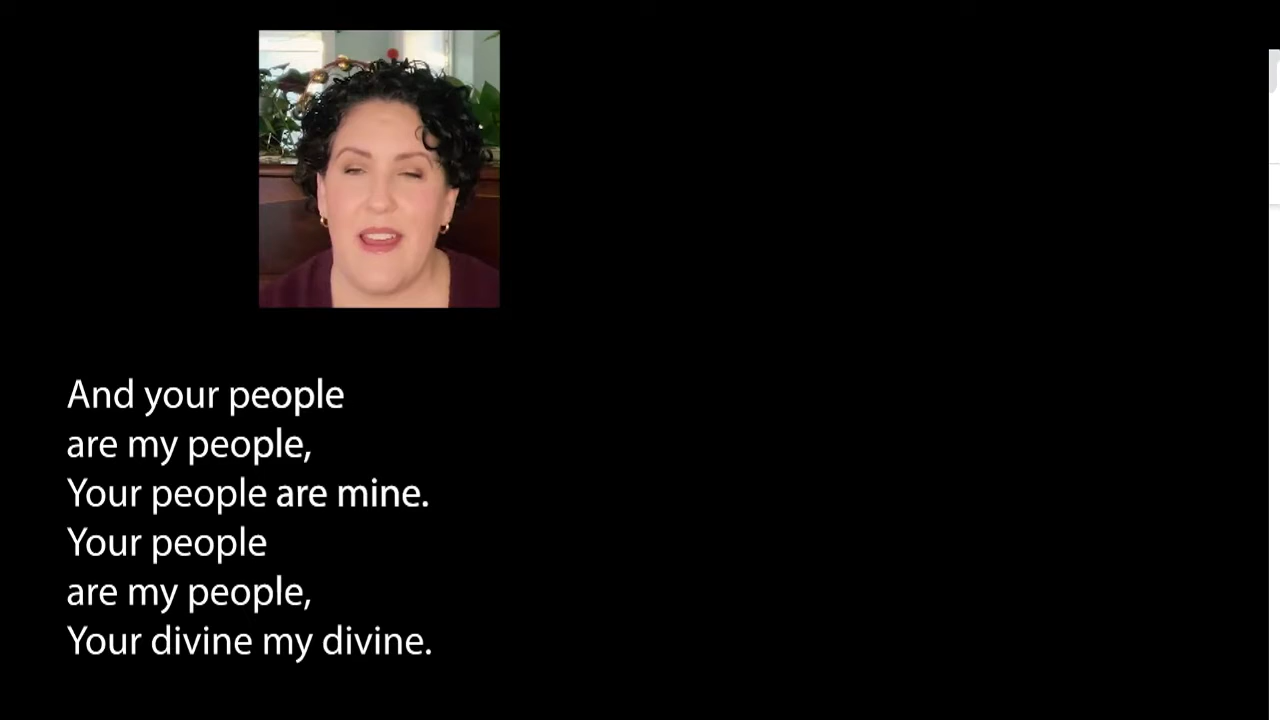 And your people
are my people,
Your people are mine.
Your people
are my people,
Your divine my divine.